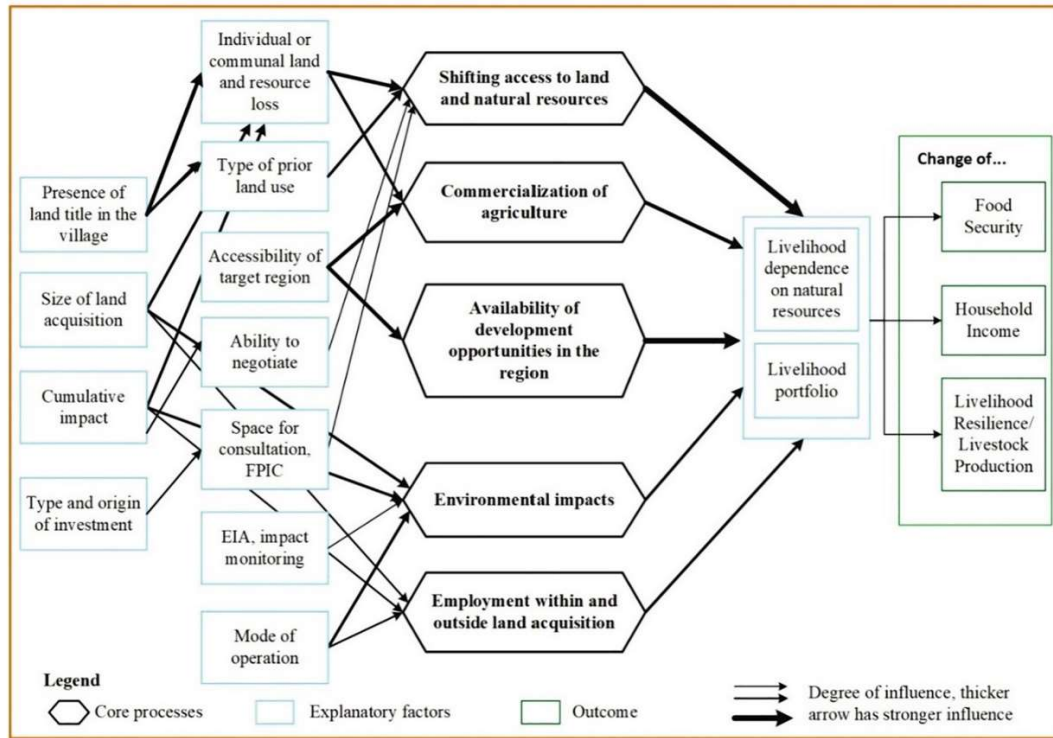 Presence of
land title in the
village
Size of land
acquisition
Cumulative
impact
Type and origin
of investment
Individual or
communal land
and resource
loss
Type of prior
land use
Accessibility of
target region
Ability to
negotiate
Space for
consultation,
FPIC
EIA, impact
monitoring
Mode of
operation
Shifting access to land
and natural resources
Commercialization of
agriculture
Availability of
development
opportunities in the
region
Environmental impacts
Employment within and
outside land acquisition
Livelihood
dependence
on natural
resources
Livelihood
portfolio
Change of...
Food
Security
Household
Income
Livelihood
Resilience/
Livestock
Production
Legend
Core processes
Explanatory factors
Outcome
Degree of influence, thicker
arrow has stronger influence